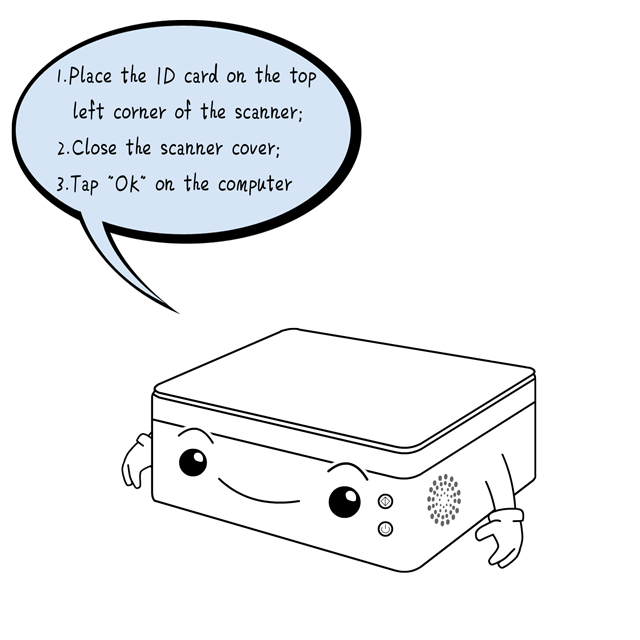 1.Place the ID card on the top
left corner of the scanner;
2.Close the scanner cover;
3.Tap "OK" on the computer